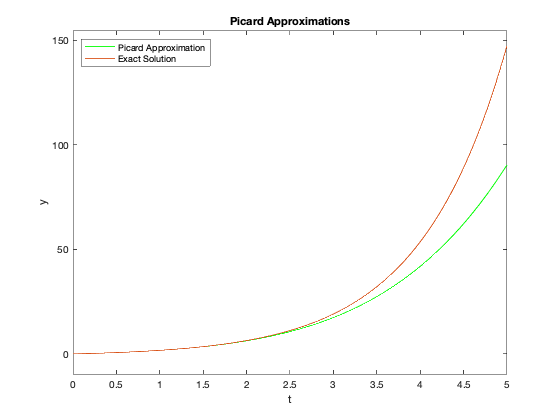 Picard Approximations
Picard Approximation
Exact Solution
150
100
50
0
y
0 0.5 1 1.5 2 2.5 3 3.5 4 4.5 5
t